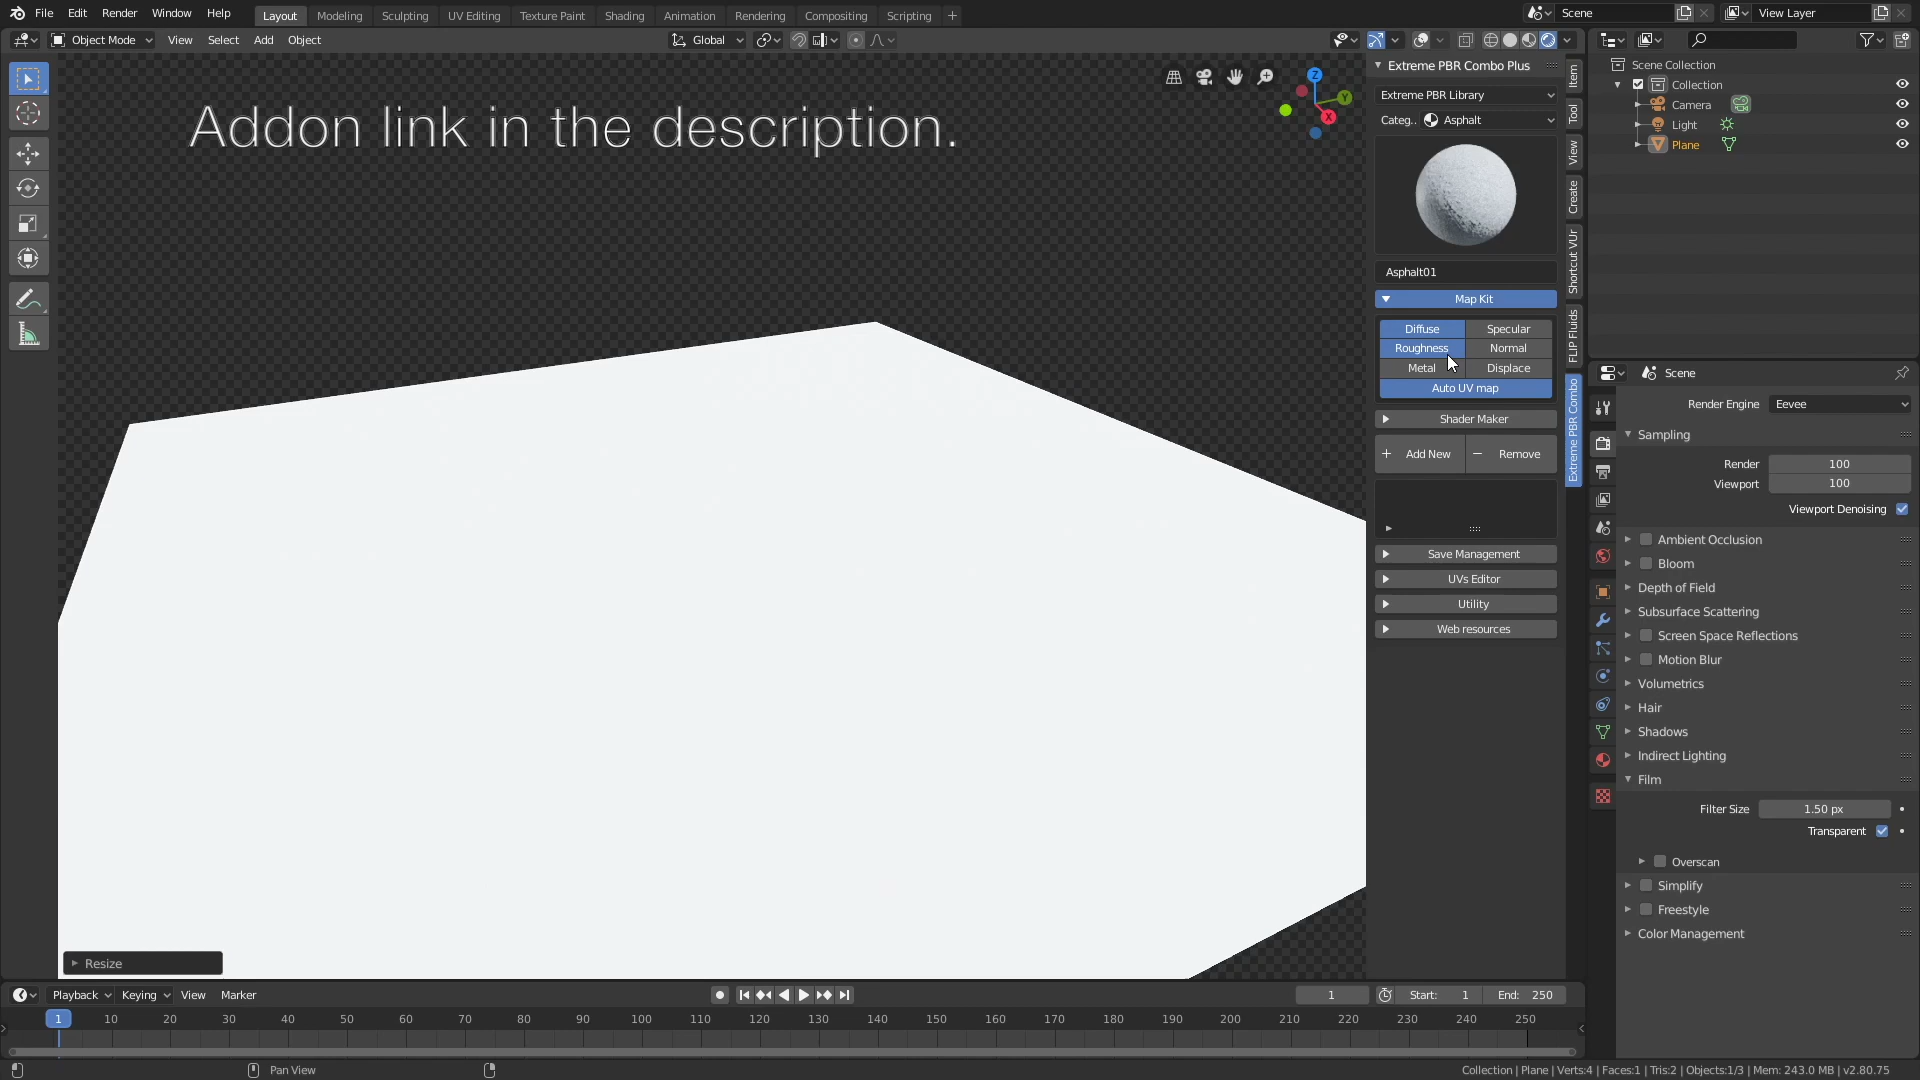 File Edit Render Window Help Layout Modeling Sculpting UV Editing Texture Paint Shading Animation Rendering Compositing Scripting + Scene View Layer
Object Mode View Select Add Object Global
Addon link in the description.
Z
Y
X
Extreme PBR Combo Plus
Extreme PBR Library
Categ.. Asphalt
Asphalt01
Map Kit
Diffuse Specular
Roughness Normal
Metal Displace
Auto UV map
Shader Maker
+ Add New − Remove
Save Management
UVs Editor
Utility
Web resources
Item
Tool
View
Create
Shortcut VUr
FLIP Fluids
Extreme PBR Combo
Scene Collection
Collection
Camera
Light
Plane
Scene
Render Engine Eevee
Sampling
Render 100
Viewport 100
Viewport Denoising
Ambient Occlusion
Bloom
Depth of Field
Subsurface Scattering
Screen Space Reflections
Motion Blur
Volumetrics
Hair
Shadows
Indirect Lighting
Film
Filter Size 1.50 px
Transparent
Overscan
Simplify
Freestyle
Color Management
Resize
Playback Keying View Marker 1 Start: 1 End: 250
1 10 20 30 40 50 60 70 80 90 100 110 120 130 140 150 160 170 180 190 200 210 220 230 240 250
Pan View
Collection | Plane | Verts:4 | Faces:1 | Tris:2 | Objects:1/3 | Mem: 243.0 MB | v2.80.75